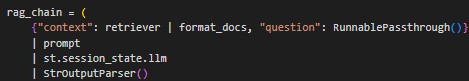 rag_chain = (
{"context": retriever | format_docs, "question": RunnablePassthrough()}
| prompt
| st.session_state.llm
| strOutputParser()